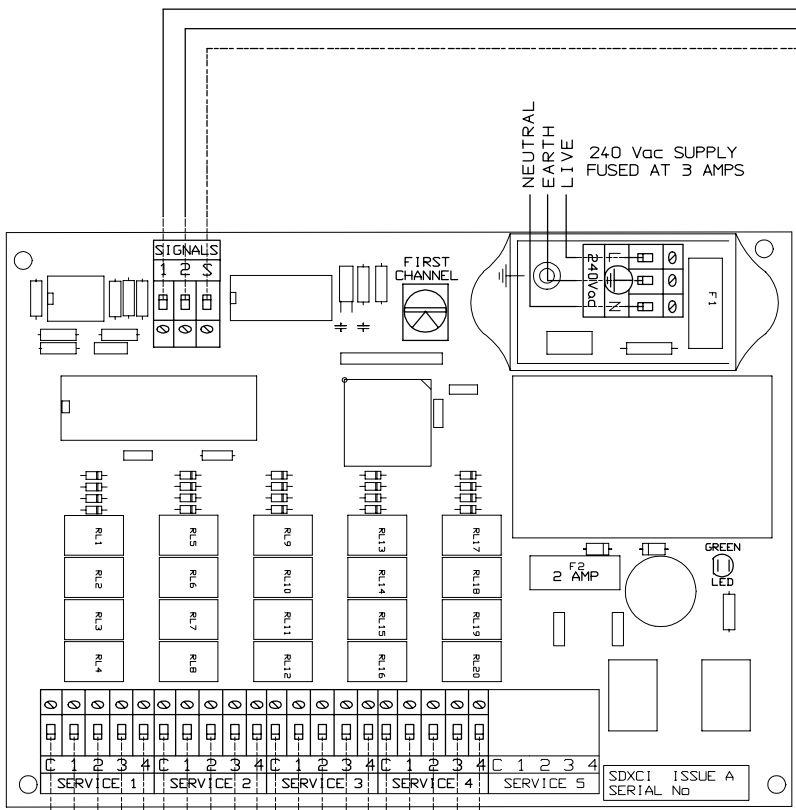 NEUTRAL
EARTH
LIVE
240 Vac SUPPLY
FUSED AT 3 AMPS
SIGNALS
1 2 S
FIRST
CHANNEL
240Vac
L
N
F1
RL1 RL5 RL9 RL13 RL17
RL2 RL6 RL10 RL14 RL18
RL3 RL7 RL11 RL15 RL19
RL4 RL8 RL12 RL16 RL20
F2
2 AMP
GREEN
LED
C 1 2 3 4 C 1 2 3 4 C 1 2 3 4 C 1 2 3 4 C 1 2 3 4
SERVICE 1 SERVICE 2 SERVICE 3 SERVICE 4 SERVICE 5
SDXCI ISSUE A
SERIAL No